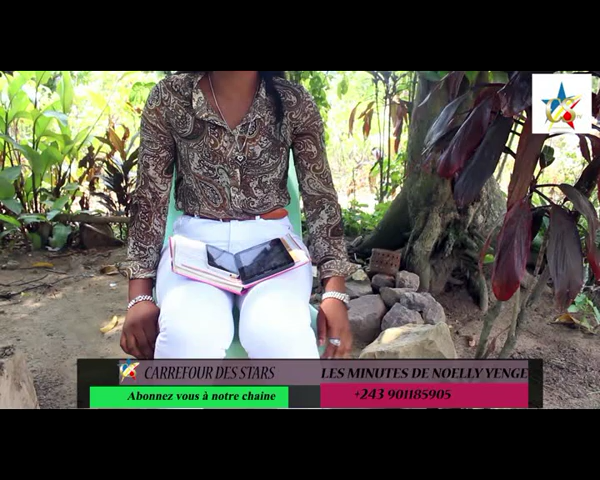 CARREFOUR DES STARS
LES MINUTES DE NOELLY YENGE
Abonnez vous à notre chaine
+243 901185905